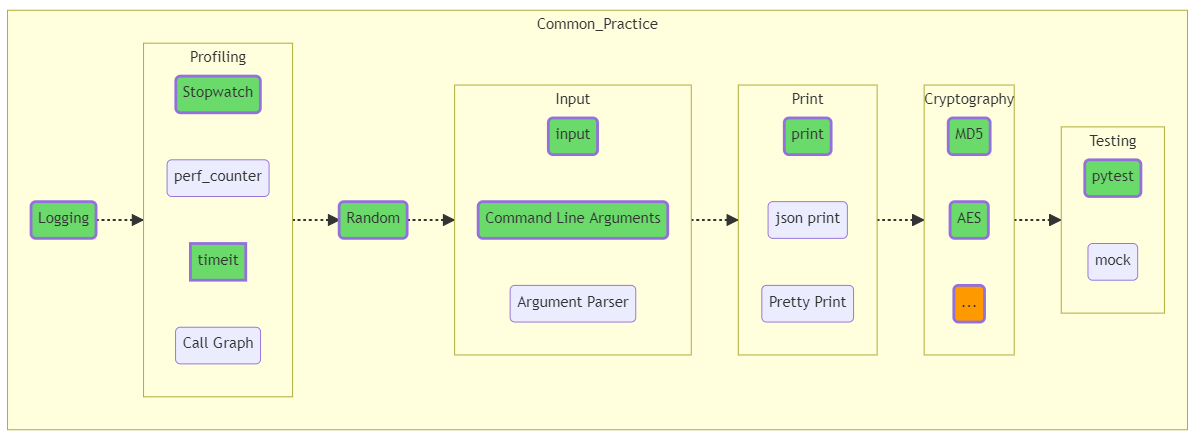 Common_Practice
Logging
Profiling
Stopwatch
perf_counter
timeit
Call Graph
Random
Input
input
Command Line Arguments
Argument Parser
Print
print
json print
Pretty Print
Cryptography
MD5
AES
...
Testing
pytest
mock